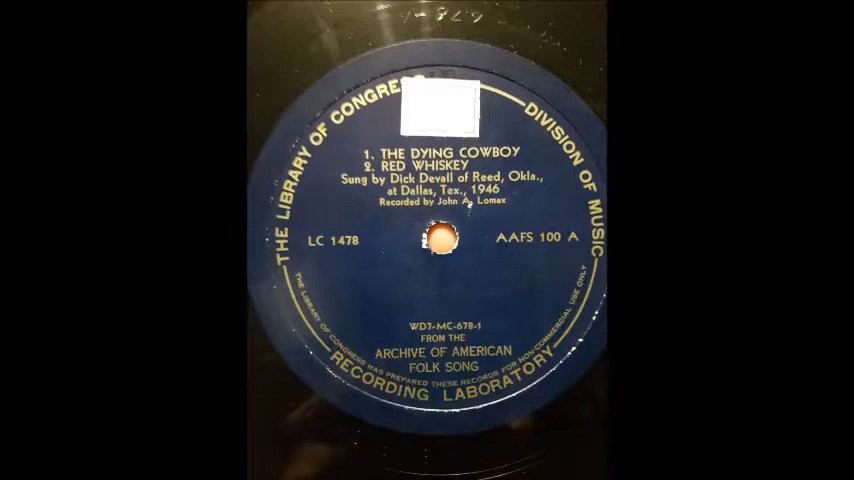 THE LIBRARY OF CONGRESS
DIVISION OF MUSIC
1. THE DYING COWBOY
2. RED WHISKEY
Sung by Dick Devall of Reed, Okla.,
at Dallas, Tex., 1946
Recorded by John A. Lomax
LC 1478
AAFS 100 A
WD7-MC-678-1
FROM THE
ARCHIVE OF AMERICAN
FOLK SONG
THE LIBRARY OF CONGRESS HAS PREPARED THESE RECORDS FOR NON-COMMERCIAL USE ONLY
RECORDING LABORATORY